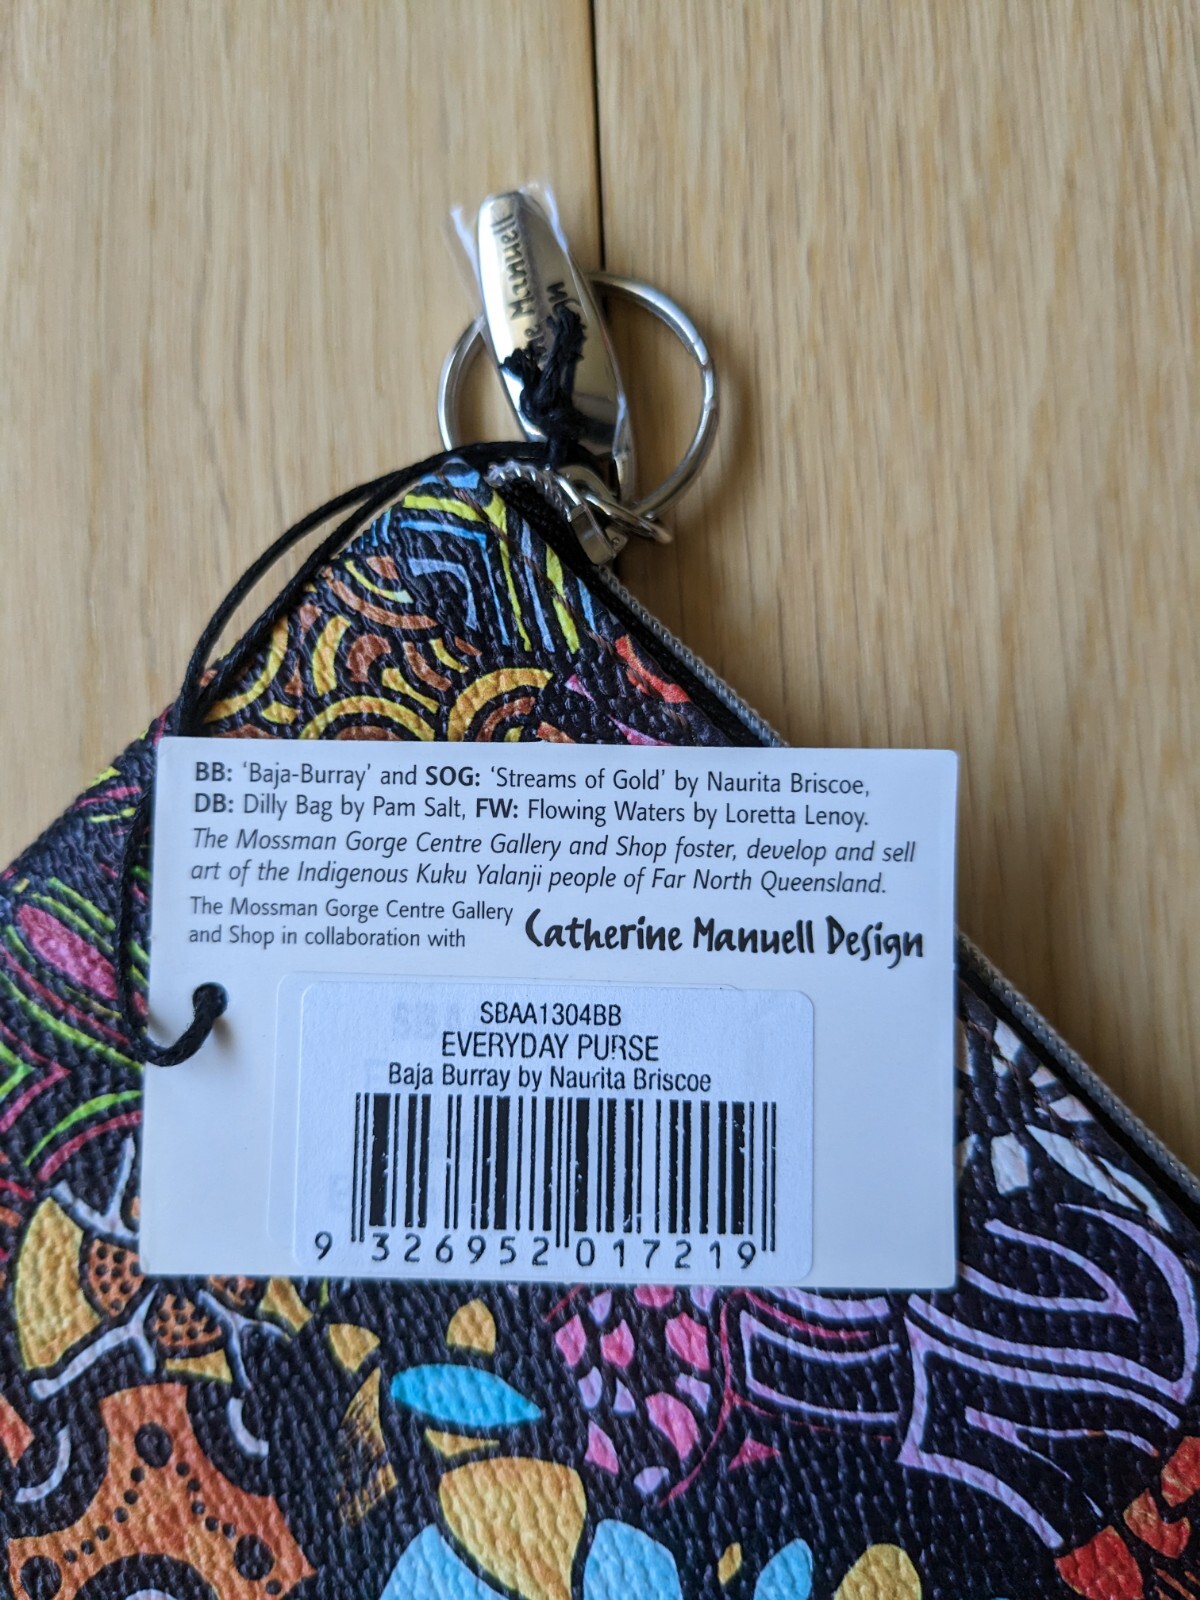 Manuell
BB: ‘Baja-Burray’ and SOG: ‘Streams of Gold’ by Naurita Briscoe,
DB: Dilly Bag by Pam Salt, FW: Flowing Waters by Loretta Lenoy.
The Mossman Gorge Centre Gallery and Shop foster, develop and sell
art of the Indigenous Kuku Yalanji people of Far North Queensland.
The Mossman Gorge Centre Gallery
and Shop in collaboration with
Catherine Manuell Design
SBAA1304BB
EVERYDAY PURSE
Baja Burray by Naurita Briscoe
9 326952 017219